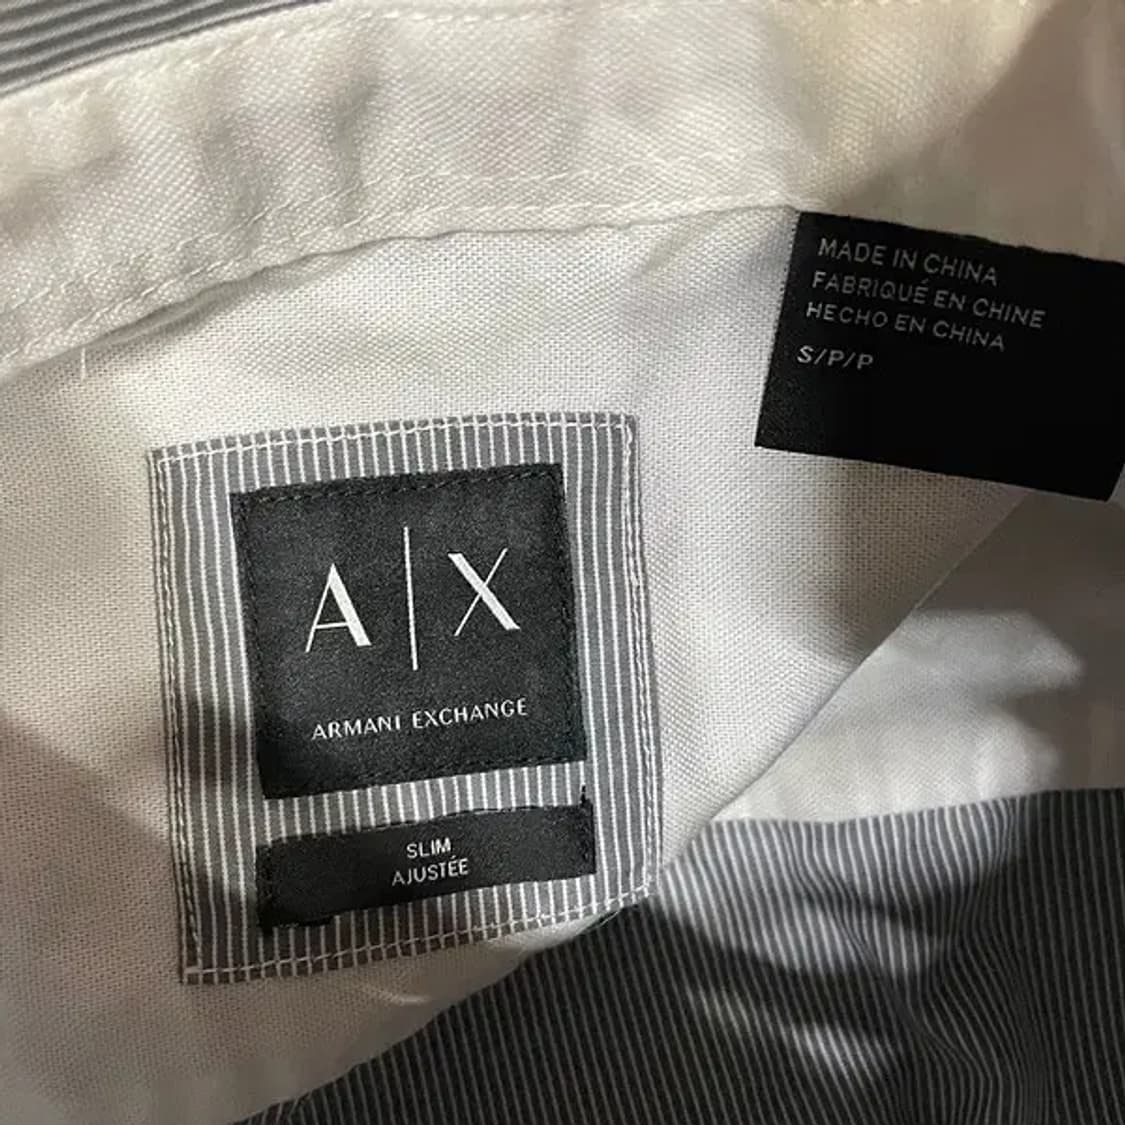 MADE IN CHINA
FABRIQUÉ EN CHINE
HECHO EN CHINA
S/P/P
A|X
ARMANI EXCHANGE
SLIM
AJUSTÉE